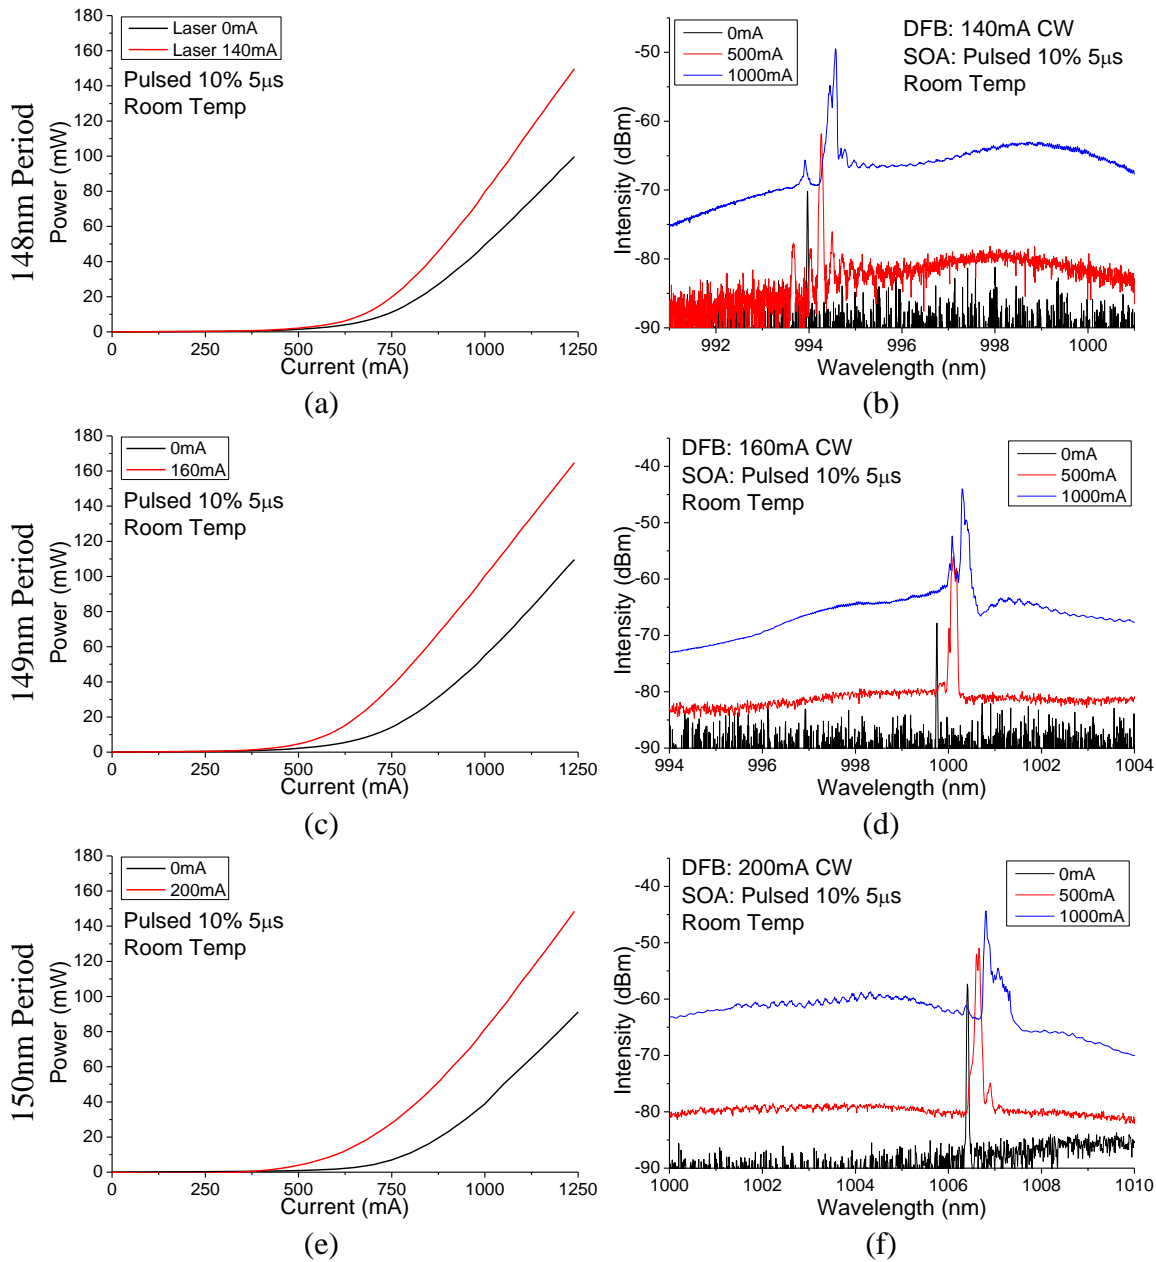 148nm Period
Power (mW)
180
160
140
120
100
80
60
40
20
0
Laser 0mA
Laser 140mA
Pulsed 10% 5µs
Room Temp
0
250
500
750
1000
1250
Current (mA)
(a)
Intensity (dBm)
-50
-60
-70
-80
-90
0mA
500mA
1000mA
DFB: 140mA CW
SOA: Pulsed 10% 5µs
Room Temp
992
994
996
998
1000
Wavelength (nm)
(b)
149nm Period
Power (mW)
180
160
140
120
100
80
60
40
20
0
0mA
160mA
Pulsed 10% 5µs
Room Temp
0
250
500
750
1000
1250
Current (mA)
(c)
Intensity (dBm)
-40
-50
-60
-70
-80
-90
DFB: 160mA CW
SOA: Pulsed 10% 5µs
Room Temp
0mA
500mA
1000mA
994
996
998
1000
1002
1004
Wavelength (nm)
(d)
150nm Period
Power (mW)
180
160
140
120
100
80
60
40
20
0
0mA
200mA
Pulsed 10% 5µs
Room Temp
0
250
500
750
1000
1250
Current (mA)
(e)
Intensity (dBm)
-40
-50
-60
-70
-80
-90
DFB: 200mA CW
SOA: Pulsed 10% 5µs
Room Temp
0mA
500mA
1000mA
1000
1002
1004
1006
1008
1010
Wavelength (nm)
(f)